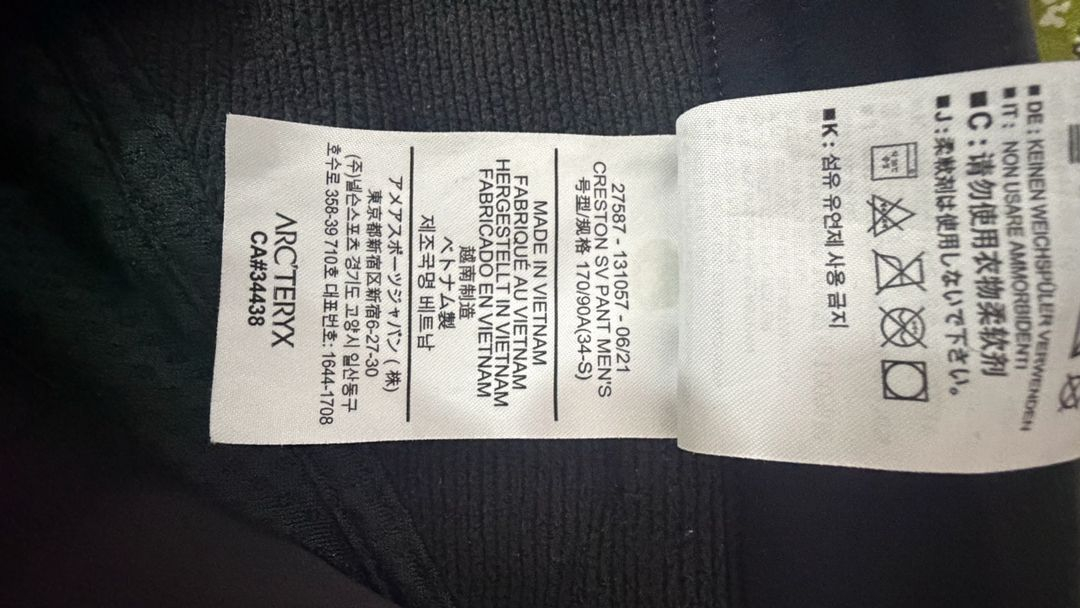 ■DE : KEINEN WEICHSPÜLER VERWENDEN
■IT : NON USARE AMMORBIDENTI
■C : 请勿使用衣物柔软剂
■J : 柔軟剤は使用しないで下さい。
■K : 섬유 유연제 사용 금지
27587 - 131057 - 06/21
CRESTON SV PANT MEN'S
号型/规格 170/90A(34-S)
MADE IN VIETNAM
FABRIQUÉ AU VIETNAM
HERGESTELLT IN VIETNAM
FABRICADO EN VIETNAM
越南制造
ベトナム製
제조국명 베트남
アメアスポーツジャパン ( 株)
東京都新宿区新宿6-27-30
(주)넬슨스포츠 경기도 고양시 일산동구
호수로 358-39 710호 대표번호: 1644-1708
ARC'TERYX
CA#34438